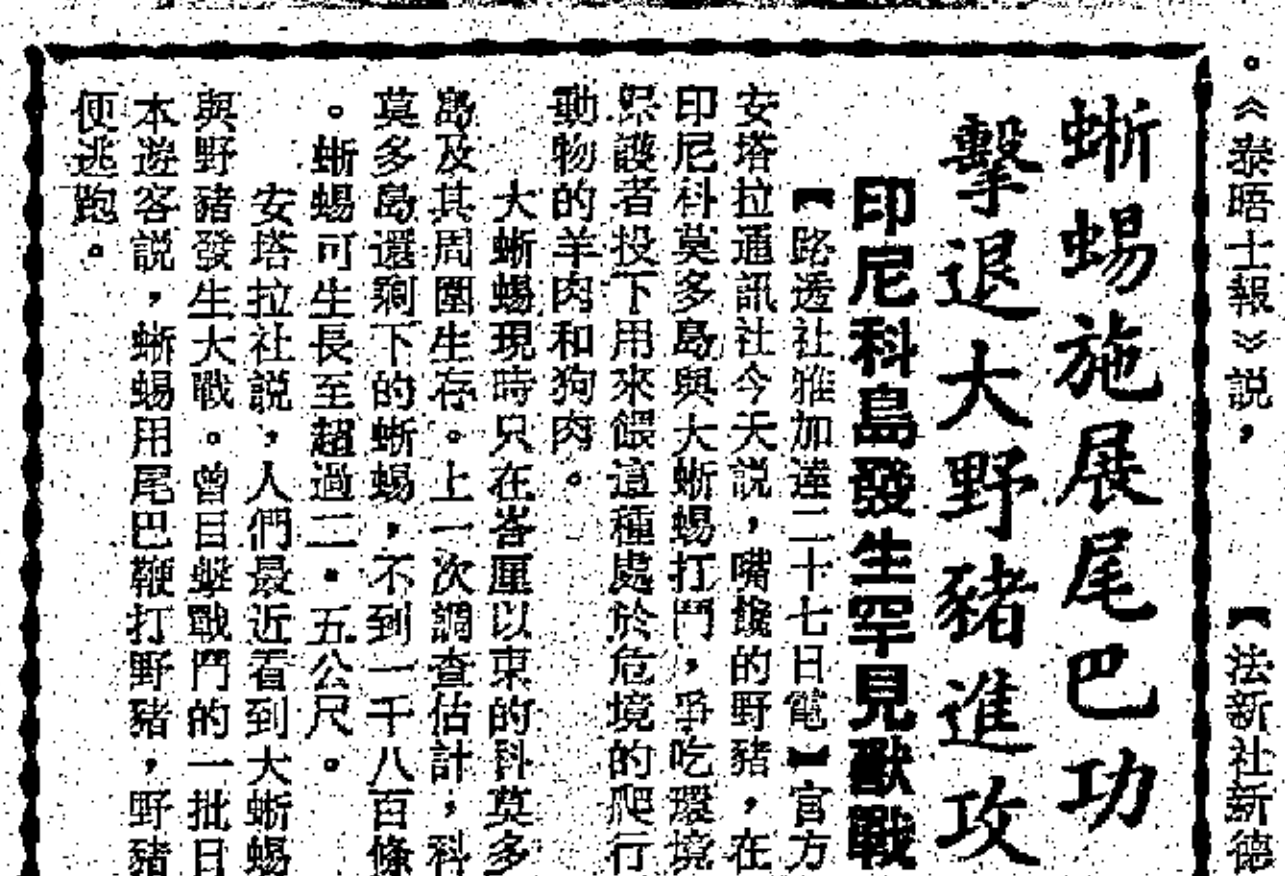 。《泰晤士報》説，
【法新社新德
蜥蜴施展尾巴功
擊退大野豬進攻
印尼科島發生罕見獸戰
【路透社雅加達二十七日電】官方
安塔拉通訊社今天説，嘴饞的野豬，在
印尼科莫多島與大蜥蜴打鬥，爭吃環境
保護者投下用來餵這種處於危境的爬行
動物的羊肉和狗肉。
大蜥蜴現時只在峇厘以東的科莫多
島及其周圍生存。上一次調查估計，科
莫多島還剩下的蜥蜴，不到一千八百條
。蜥蜴可生長至超過二．五公尺。
安塔拉社説，人們最近看到大蜥蜴
與野豬發生大戰。曾目擊戰鬥的一批日
本遊客説，蜥蜴用尾巴鞭打野豬，野豬
便逃跑。